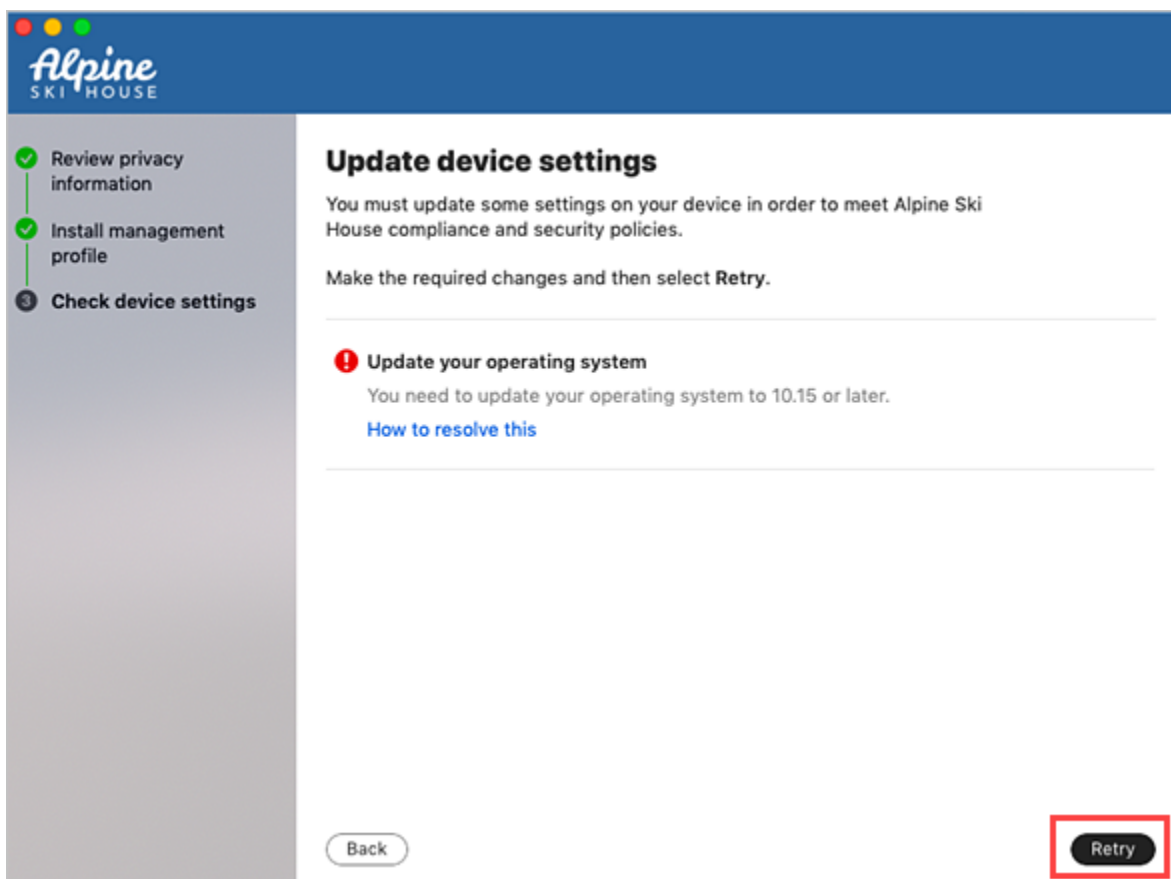 Alpine
SKI HOUSE
Review privacy
information
Install management
profile
3 Check device settings
Update device settings
You must update some settings on your device in order to meet Alpine Ski
House compliance and security policies.
Make the required changes and then select Retry.
Update your operating system
You need to update your operating system to 10.15 or later.
How to resolve this
Back
Retry